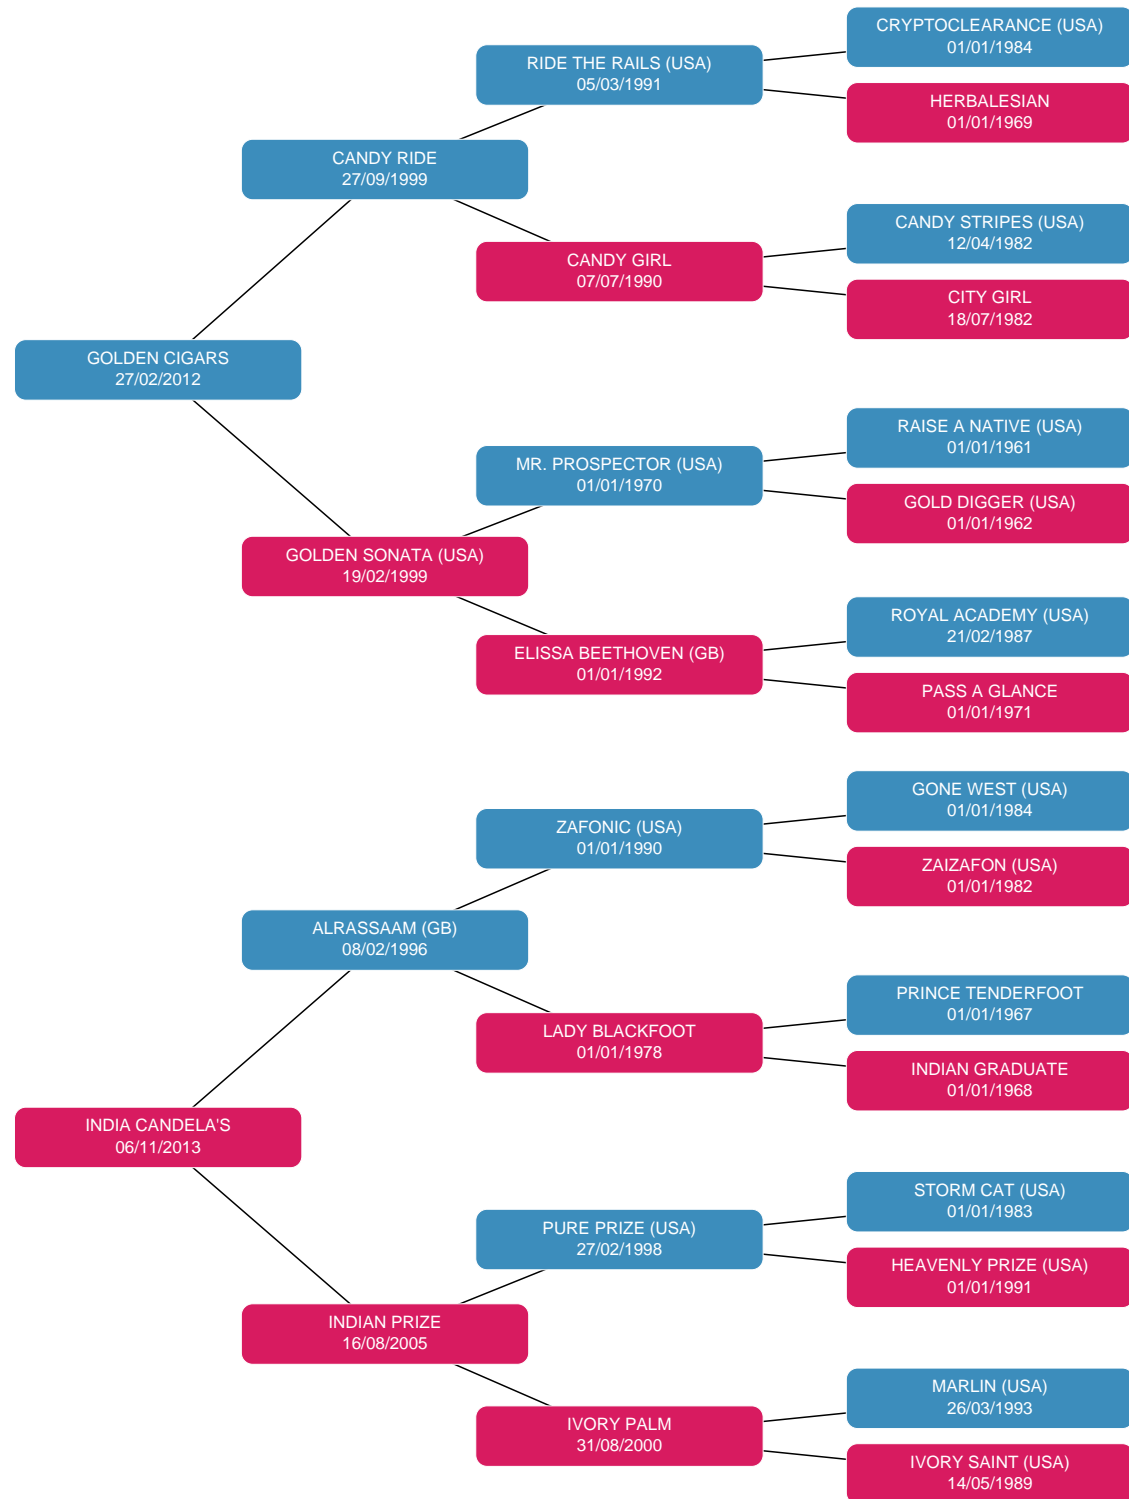 CRYPTOCLEARANCE (USA)
01/01/1984
RIDE THE RAILS (USA)
05/03/1991
HERBALESIAN
01/01/1969
CANDY RIDE
27/09/1999
CANDY STRIPES (USA)
12/04/1982
CANDY GIRL
07/07/1990
CITY GIRL
18/07/1982
GOLDEN CIGARS
27/02/2012
RAISE A NATIVE (USA)
01/01/1961
MR. PROSPECTOR (USA)
01/01/1970
GOLD DIGGER (USA)
01/01/1962
GOLDEN SONATA (USA)
19/02/1999
ROYAL ACADEMY (USA)
21/02/1987
ELISSA BEETHOVEN (GB)
01/01/1992
PASS A GLANCE
01/01/1971
GONE WEST (USA)
01/01/1984
ZAFONIC (USA)
01/01/1990
ZAIZAFON (USA)
01/01/1982
ALRASSAAM (GB)
08/02/1996
PRINCE TENDERFOOT
01/01/1967
LADY BLACKFOOT
01/01/1978
INDIAN GRADUATE
01/01/1968
INDIA CANDELA'S
06/11/2013
STORM CAT (USA)
01/01/1983
PURE PRIZE (USA)
27/02/1998
HEAVENLY PRIZE (USA)
01/01/1991
INDIAN PRIZE
16/08/2005
MARLIN (USA)
26/03/1993
IVORY PALM
31/08/2000
IVORY SAINT (USA)
14/05/1989